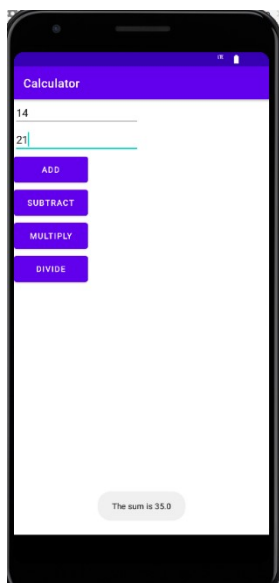 Calculator
14
21
ADD
SUBTRACT
MULTIPLY
DIVIDE
The sum is 35.0